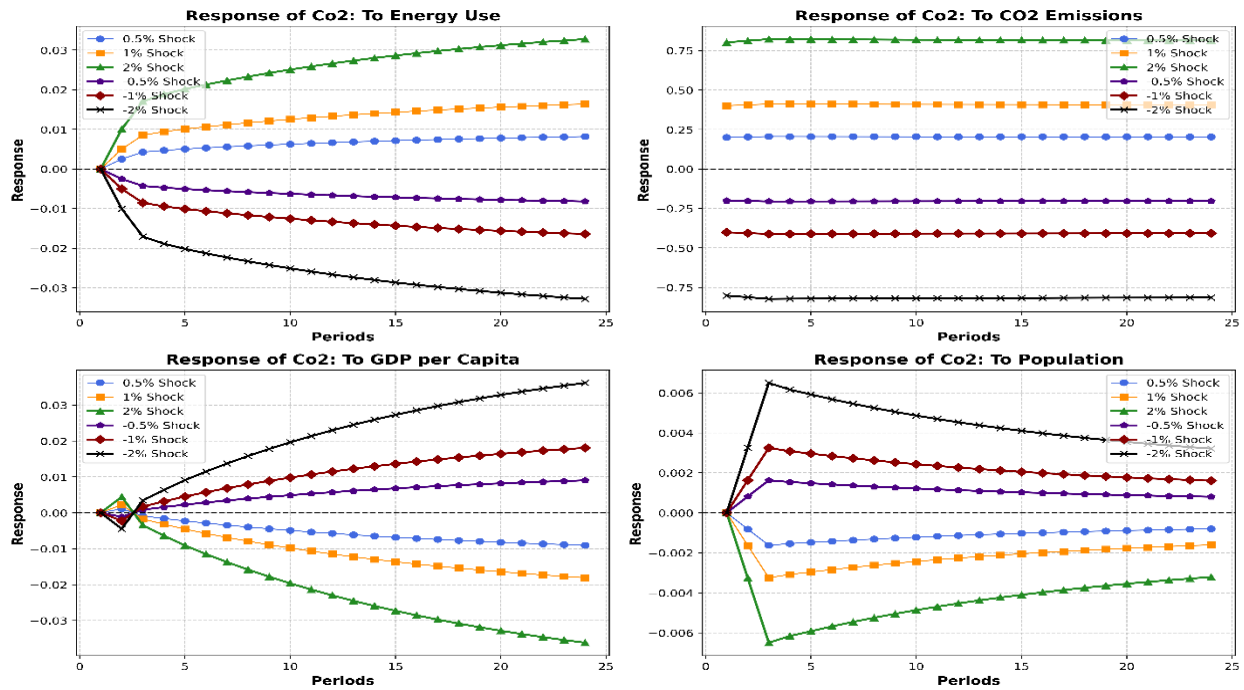 Response of Co2: To Energy Use
0.03
0.02
0.01
0.00
−0.01
−0.02
−0.03
Response
0.5% Shock
1% Shock
2% Shock
-0.5% Shock
-1% Shock
-2% Shock
0 5 10 15 20 25
Periods
Response of Co2: To CO2 Emissions
0.75
0.50
0.25
0.00
−0.25
−0.50
−0.75
Response
0.5% Shock
1% Shock
2% Shock
-0.5% Shock
-1% Shock
-2% Shock
0 5 10 15 20 25
Periods
Response of Co2: To GDP per Capita
0.03
0.02
0.01
0.00
−0.01
−0.02
−0.03
Response
0.5% Shock
1% Shock
2% Shock
-0.5% Shock
-1% Shock
-2% Shock
0 5 10 15 20 25
Periods
Response of Co2: To Population
0.006
0.004
0.002
0.000
−0.002
−0.004
−0.006
Response
0.5% Shock
1% Shock
2% Shock
-0.5% Shock
-1% Shock
-2% Shock
0 5 10 15 20 25
Periods